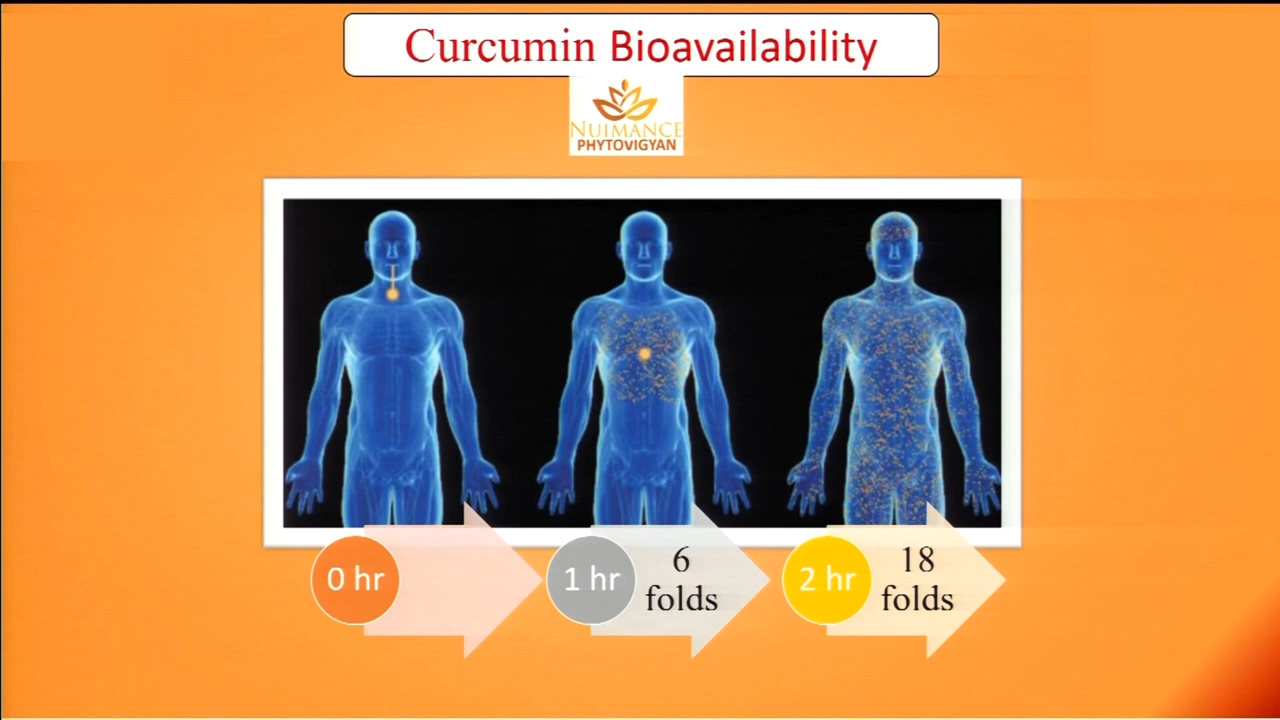 Curcumin Bioavailability
NUIMANCE
PHYTOVIGYAN
0 hr
1 hr
6
folds
2 hr
18
folds